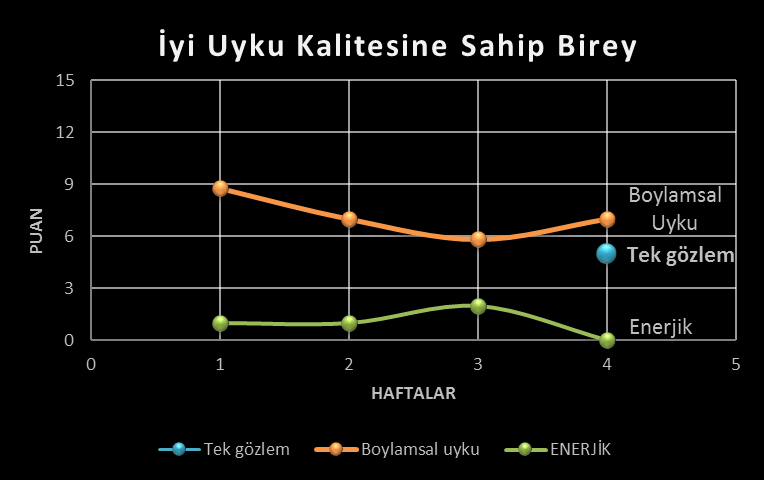 İyi Uyku Kalitesine Sahip Birey
15
12
9
6
3
0
PUAN
Boylamsal
Uyku
Tek gözlem
Enerjik
0 1 2 3 4 5
HAFTALAR
Tek gözlem Boylamsal uyku ENERJİK